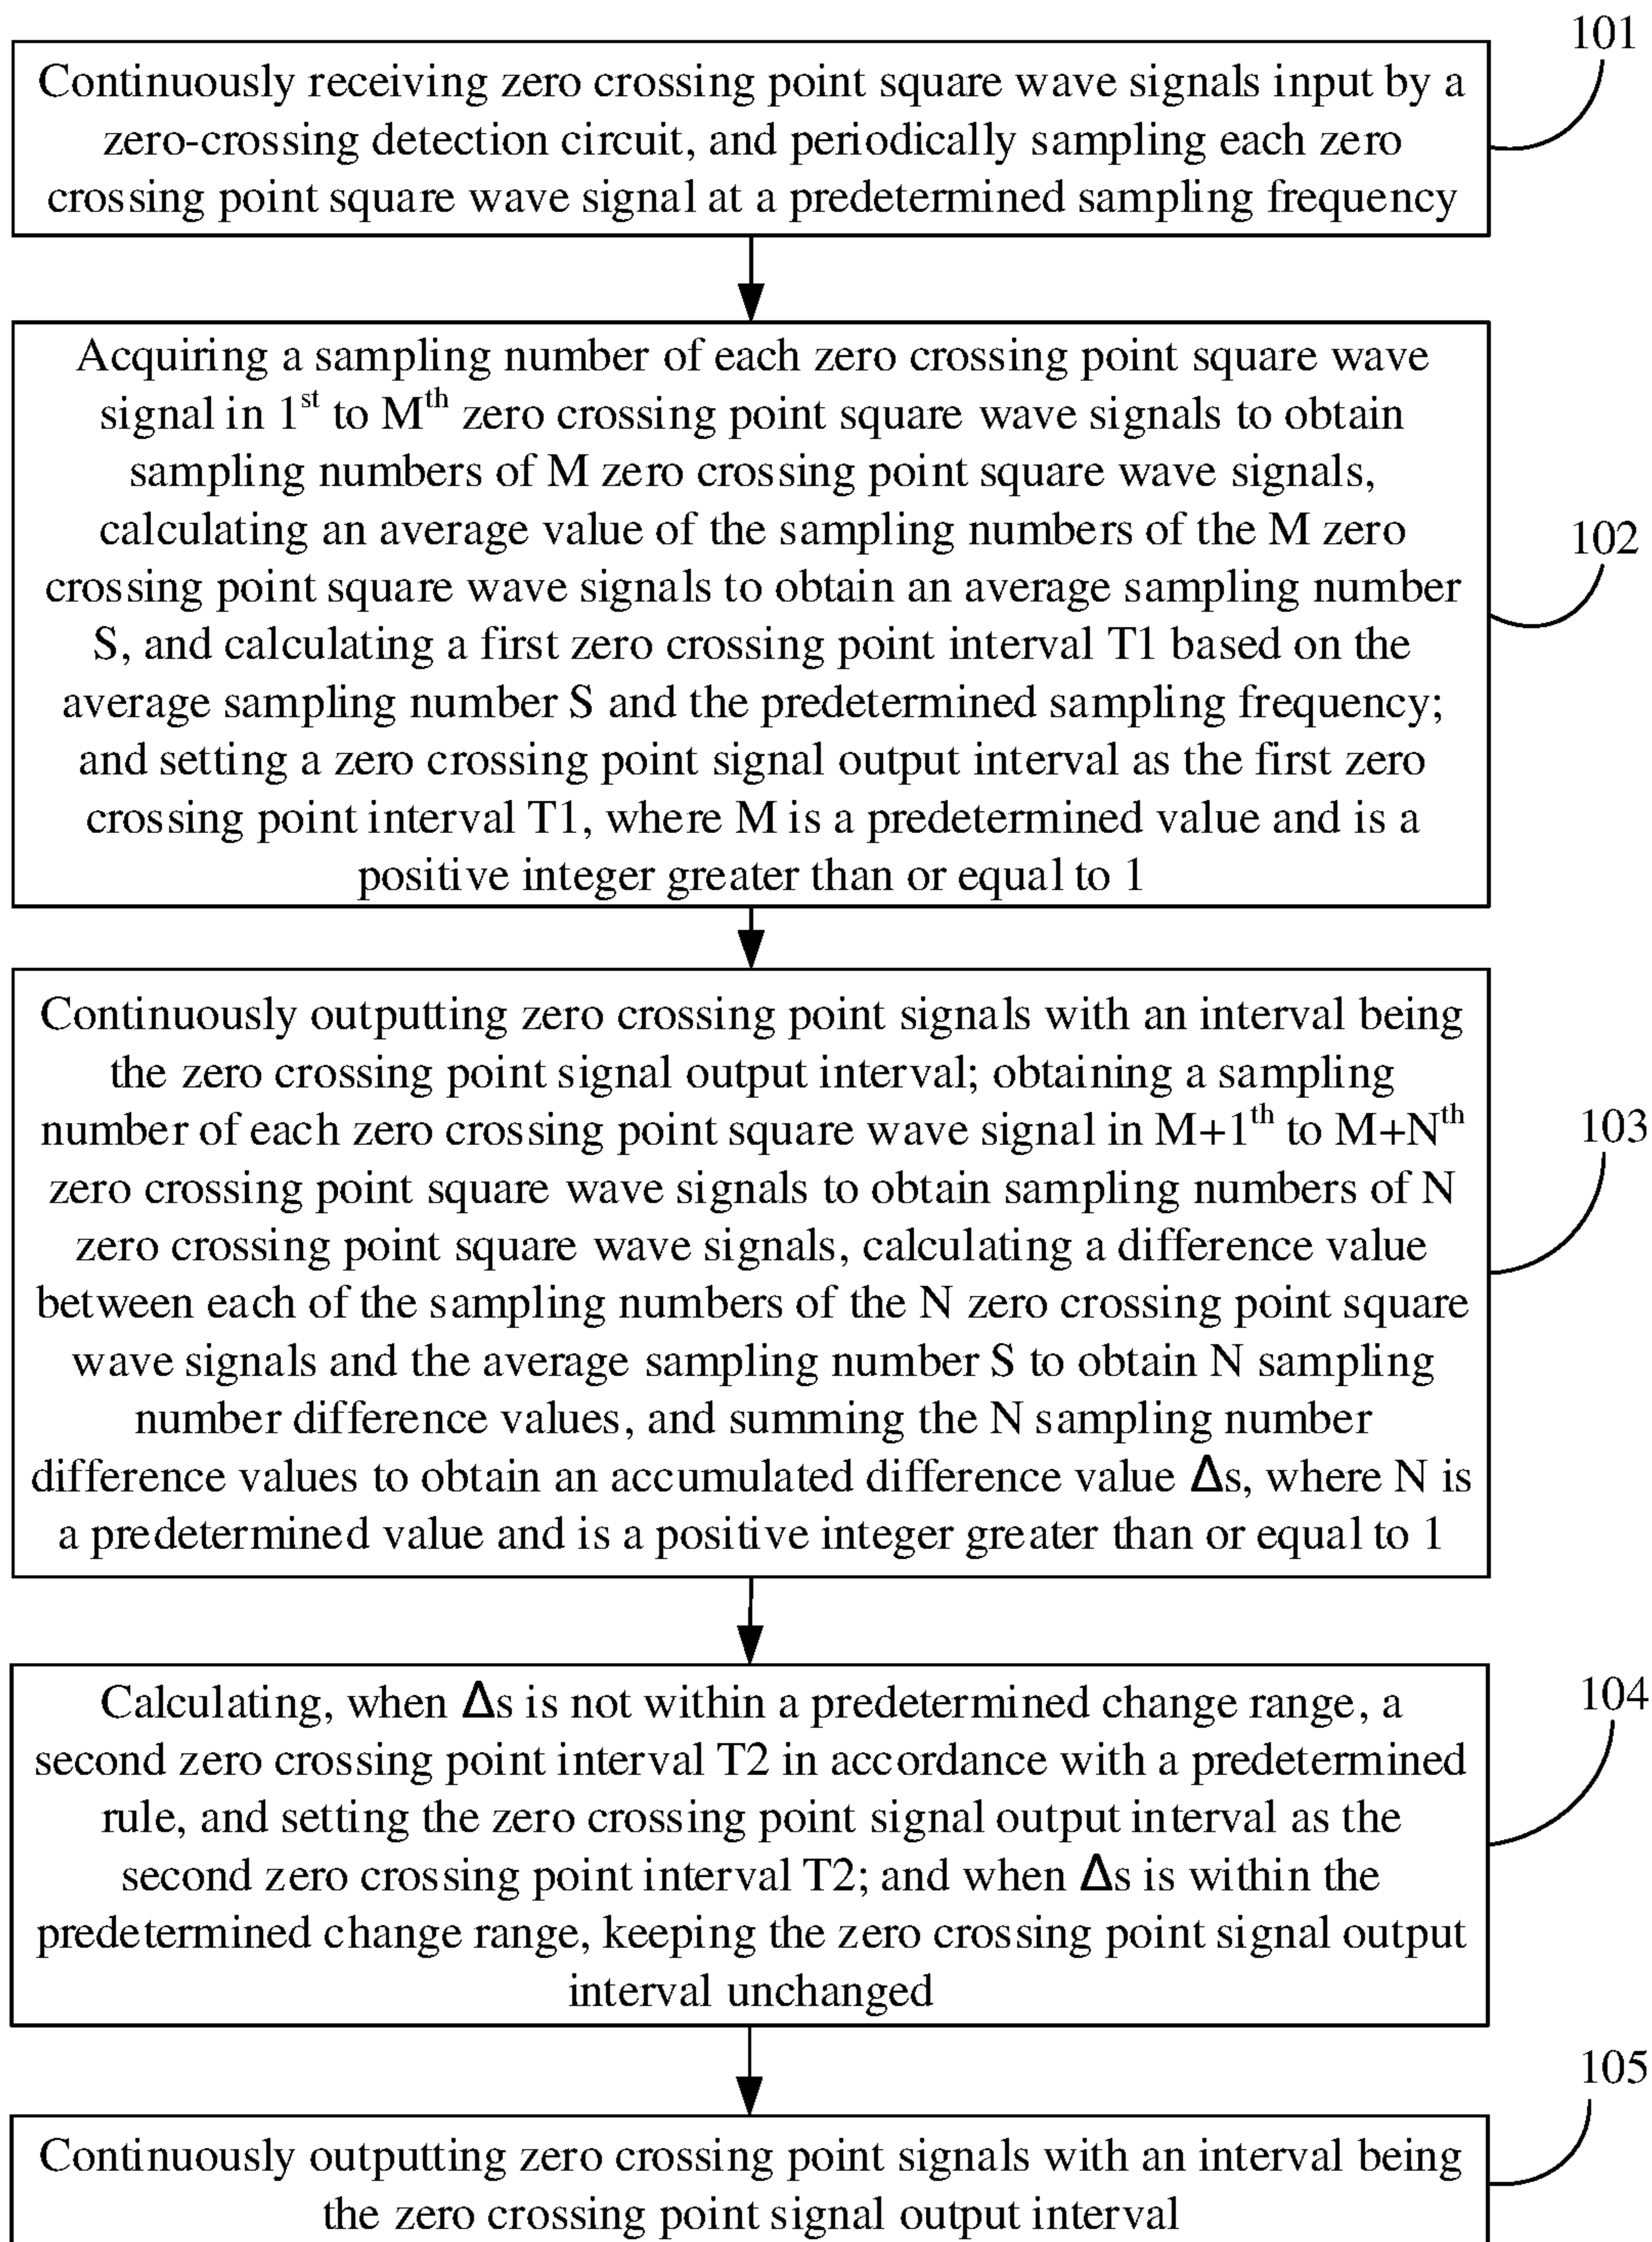 101
Continuously receiving zero crossing point square wave signals input by a
zero-crossing detection circuit, and periodically sampling each zero
crossing point square wave signal at a predetermined sampling frequency
Acquiring a sampling number of each zero crossing point square wave
signal in 1st to Mth zero crossing point square wave signals to obtain
sampling numbers of M zero crossing point square wave signals,
calculating an average value of the sampling numbers of the M zero
102
crossing point square wave signals to obtain an average sampling number
S, and calculating a first zero crossing point interval T1 based on the
average sampling number S and the predetermined sampling frequency;
and setting a zero crossing point signal output interval as the first zero
crossing point interval T1, where M is a predetermined value and is a
positive integer greater than or equal to 1
Continuously outputting zero crossing point signals with an interval being
the zero crossing point signal output interval; obtaining a sampling
number of each zero crossing point square wave signal in M+1th to M+Nth
103
zero crossing point square wave signals to obtain sampling numbers of N
zero crossing point square wave signals, calculating a difference value
between each of the sampling numbers of the N zero crossing point square
wave signals and the average sampling number S to obtain N sampling
number difference values, and summing the N sampling number
difference values to obtain an accumulated difference value Δs, where N is
a predetermined value and is a positive integer greater than or equal to 1
104
Calculating, when Δs is not within a predetermined change range, a
second zero crossing point interval T2 in accordance with a predetermined
rule, and setting the zero crossing point signal output interval as the
second zero crossing point interval T2; and when Δs is within the
predetermined change range, keeping the zero crossing point signal output
interval unchanged
105
Continuously outputting zero crossing point signals with an interval being
the zero crossing point signal output interval